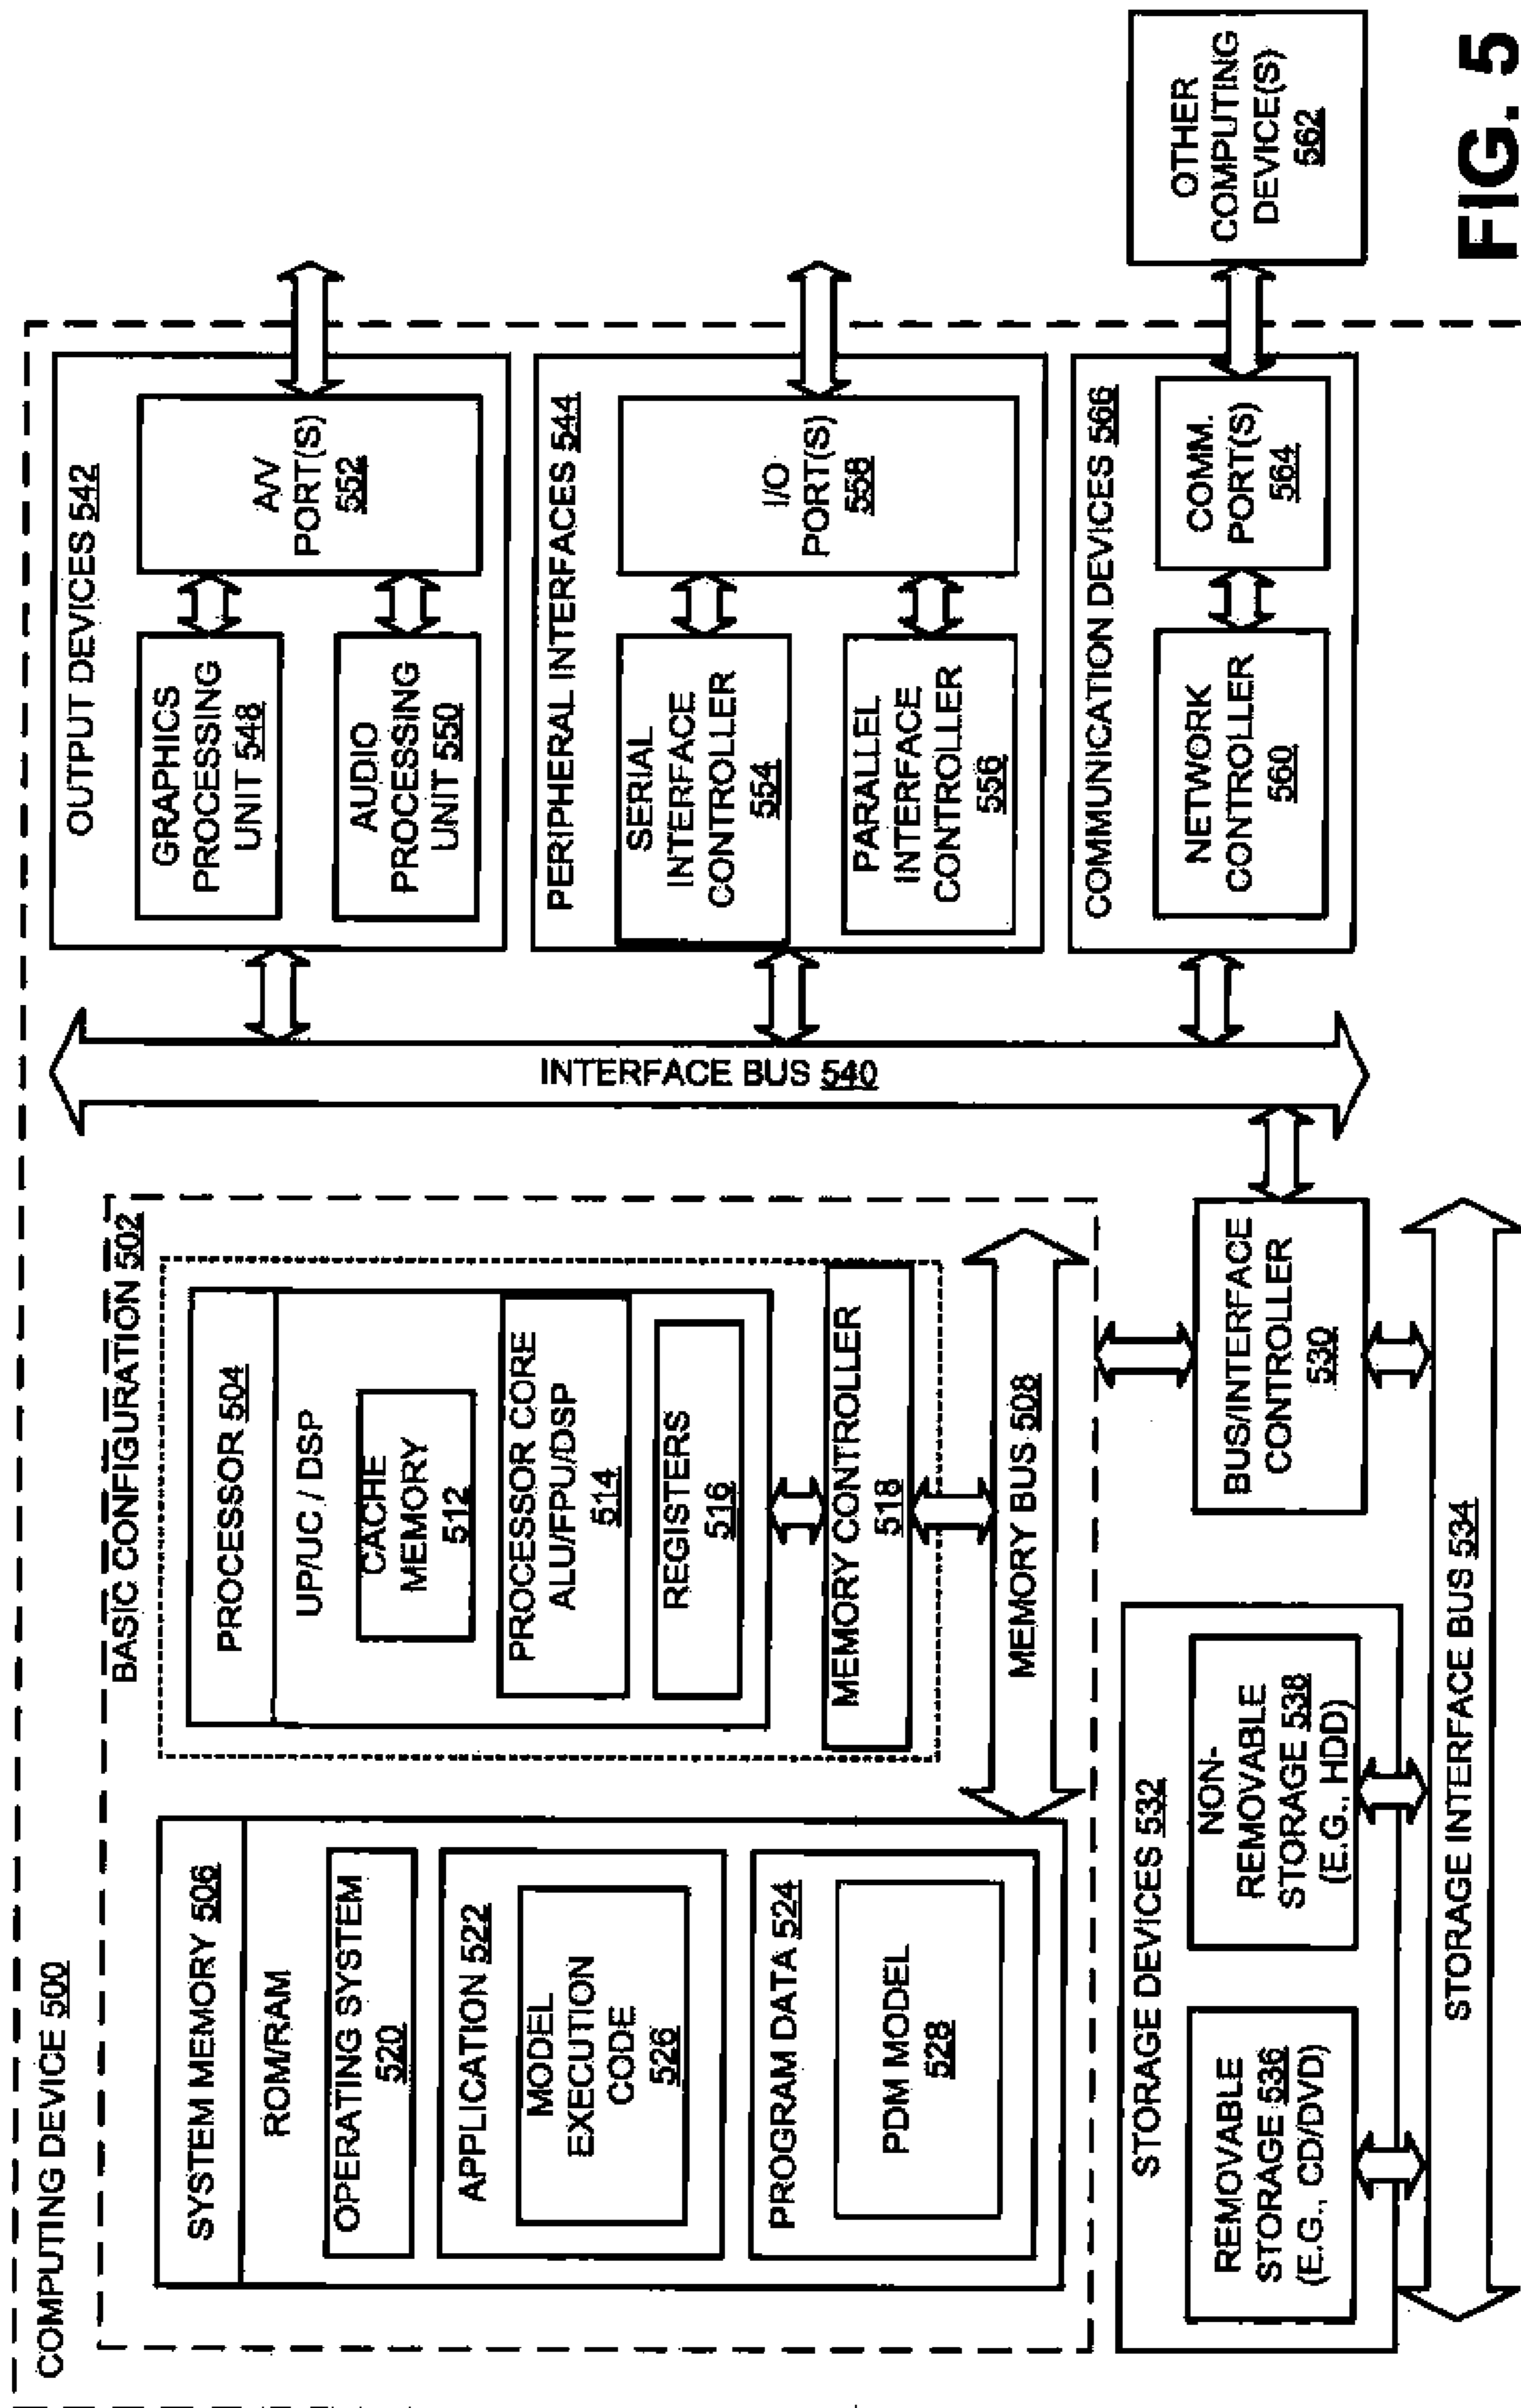 COMPUTING DEVICE 500
BASIC CONFIGURATION 502
SYSTEM MEMORY 506
ROM/RAM
OPERATING SYSTEM
520
APPLICATION 522
MODEL
EXECUTION
CODE
526
PROGRAM DATA 524
PDM MODEL
528
PROCESSOR 504
UP/UC / DSP
CACHE
MEMORY
512
PROCESSOR CORE
ALU/FPU/DSP
514
REGISTERS
516
MEMORY CONTROLLER
518
MEMORY BUS 508
BUS/INTERFACE
CONTROLLER
530
STORAGE DEVICES 532
REMOVABLE
STORAGE 536
(E.G., CD/DVD)
NON-
REMOVABLE
STORAGE 538
(E.G., HDD)
STORAGE INTERFACE BUS 534
INTERFACE BUS 540
OUTPUT DEVICES 542
GRAPHICS
PROCESSING
UNIT 548
AUDIO
PROCESSING
UNIT 550
A/V
PORT(S)
552
PERIPHERAL INTERFACES 544
SERIAL
INTERFACE
CONTROLLER
554
PARALLEL
INTERFACE
CONTROLLER
556
I/O
PORT(S)
558
COMMUNICATION DEVICES 566
NETWORK
CONTROLLER
560
COMM.
PORT(S)
564
OTHER
COMPUTING
DEVICE(S)
562
FIG. 5